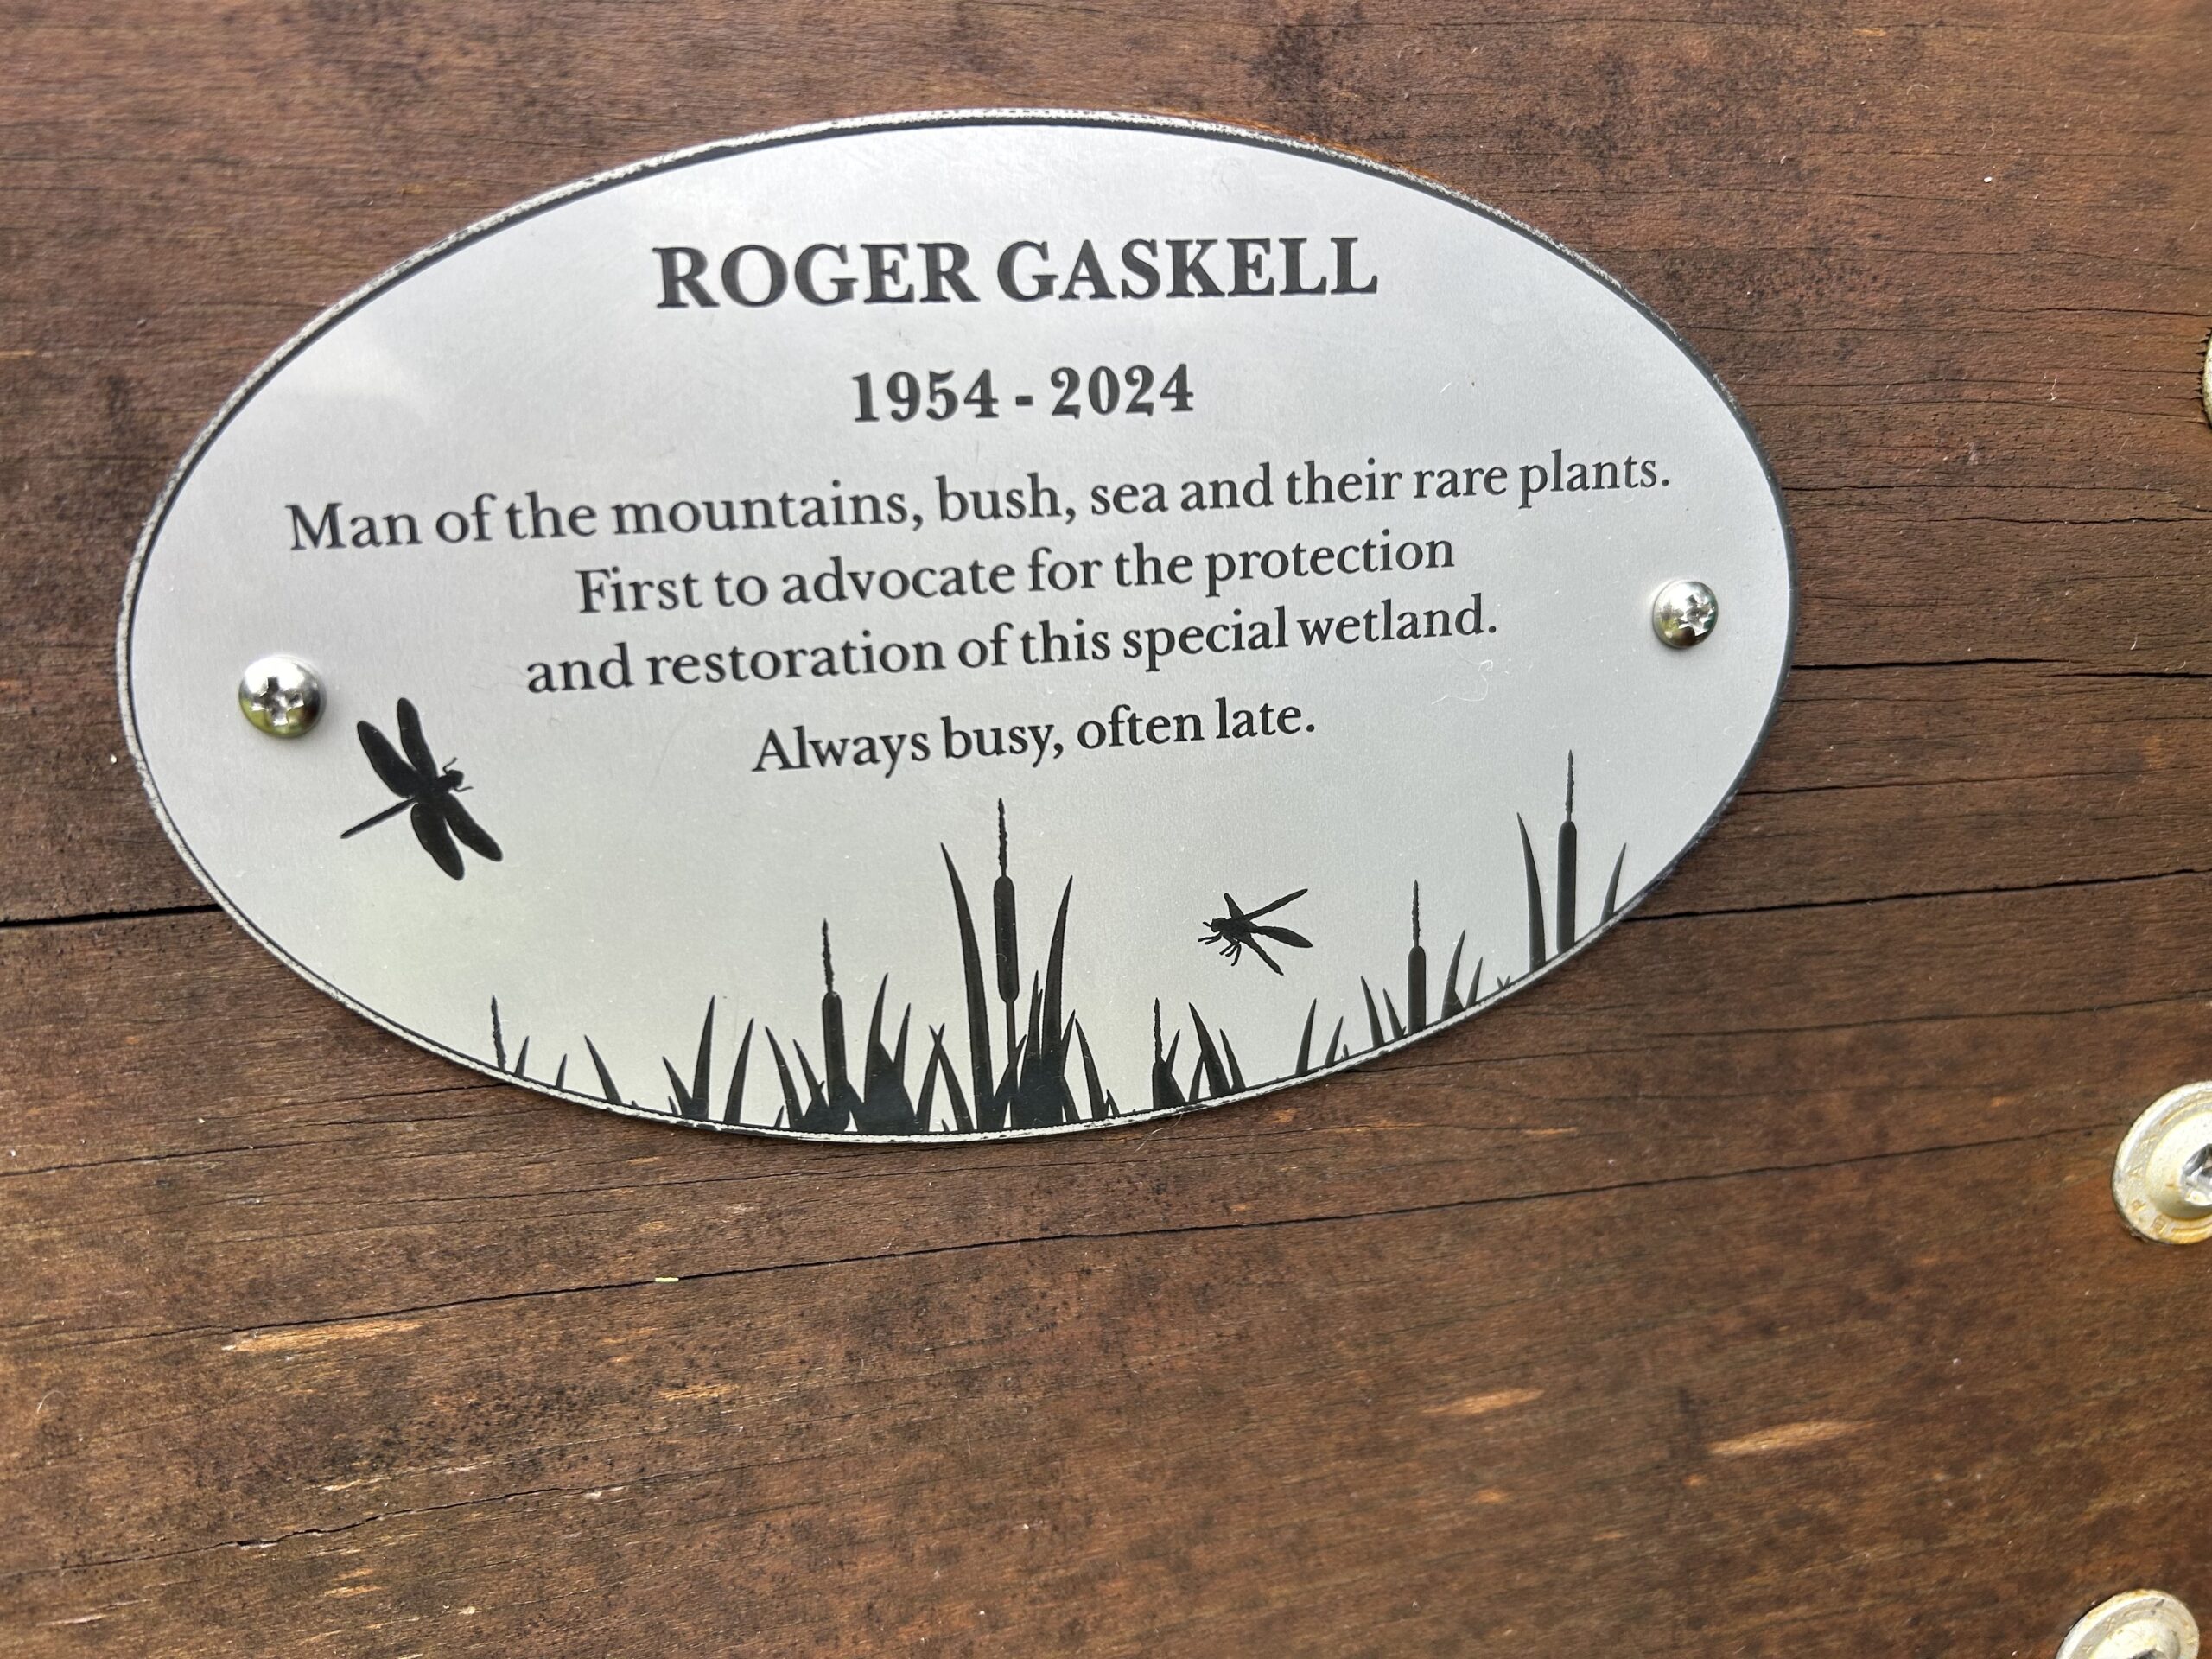 ROGER GASKELL
1954 - 2024
Man of the mountains, bush, sea and their rare plants.
First to advocate for the protection
and restoration of this special wetland.
Always busy, often late.